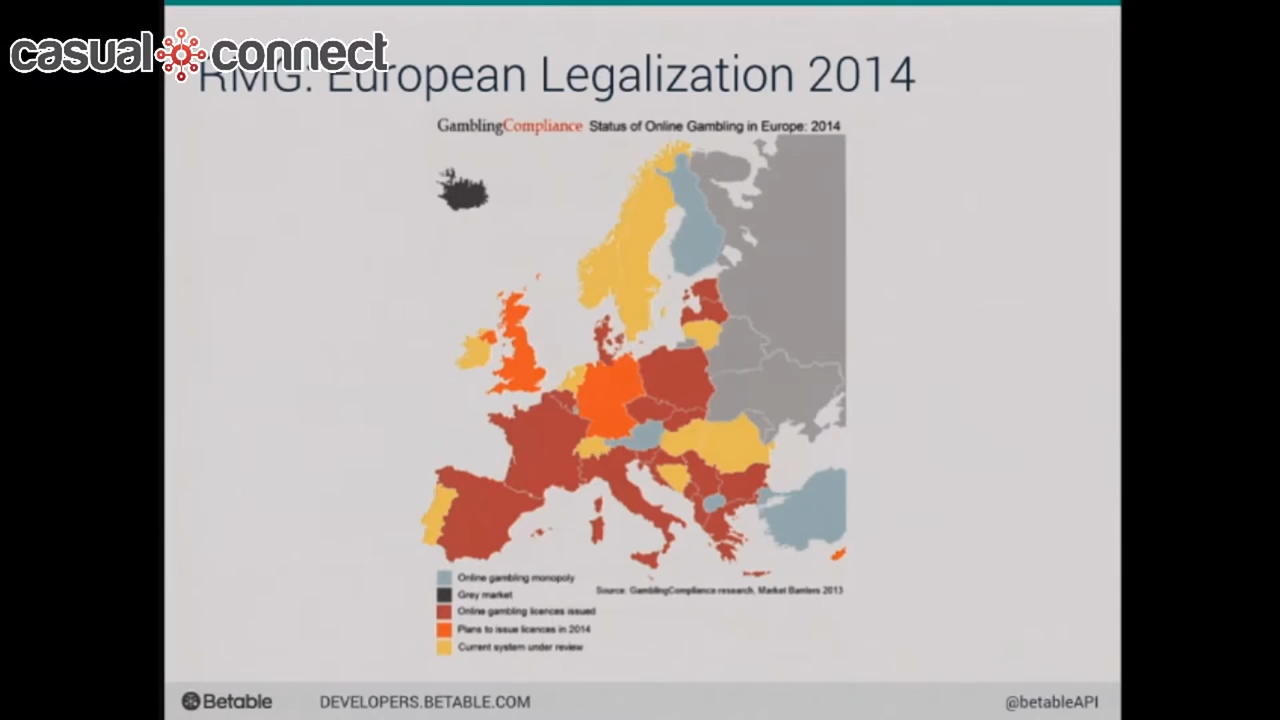 casual connect
RMG: European Legalization 2014
GamblingCompliance Status of Online Gambling in Europe: 2014
Online gambling monopoly
Grey market
Online gambling licences issued
Plans to issue licences in 2014
Current system under review
Source: GamblingCompliance research, Market Barriers 2013
Betable
DEVELOPERS.BETABLE.COM
@betableAPI